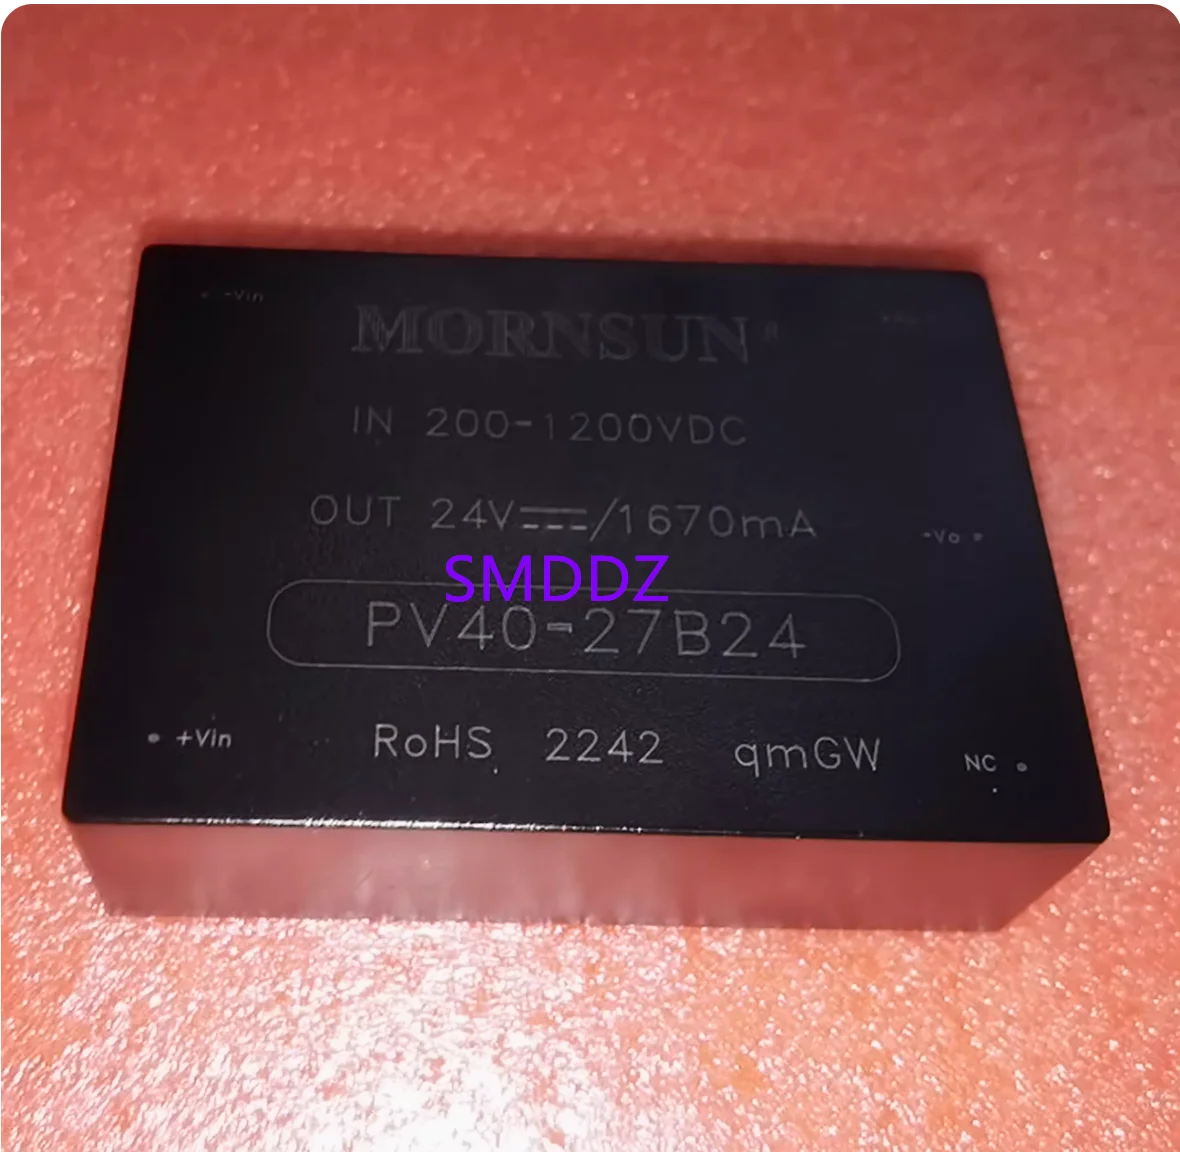 -Vin
MORNSUN
IN 200-1200VDC
OUT 24V⎓/1670mA
-Vo
SMDDZ
PV40-27B24
+Vin RoHS 2242 qmGW NC